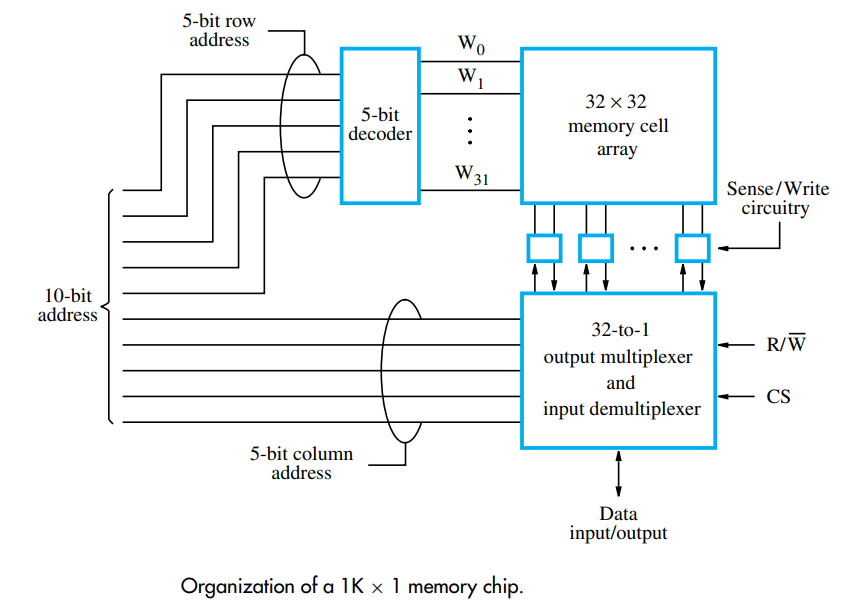 5-bit row
address
W0
W1
5-bit
decoder
W31
32 × 32
memory cell
array
Sense/Write
circuitry
10-bit
address
32-to-1
output multiplexer
and
input demultiplexer
R/W̅
CS
5-bit column
address
Data
input/output
Organization of a 1K × 1 memory chip.